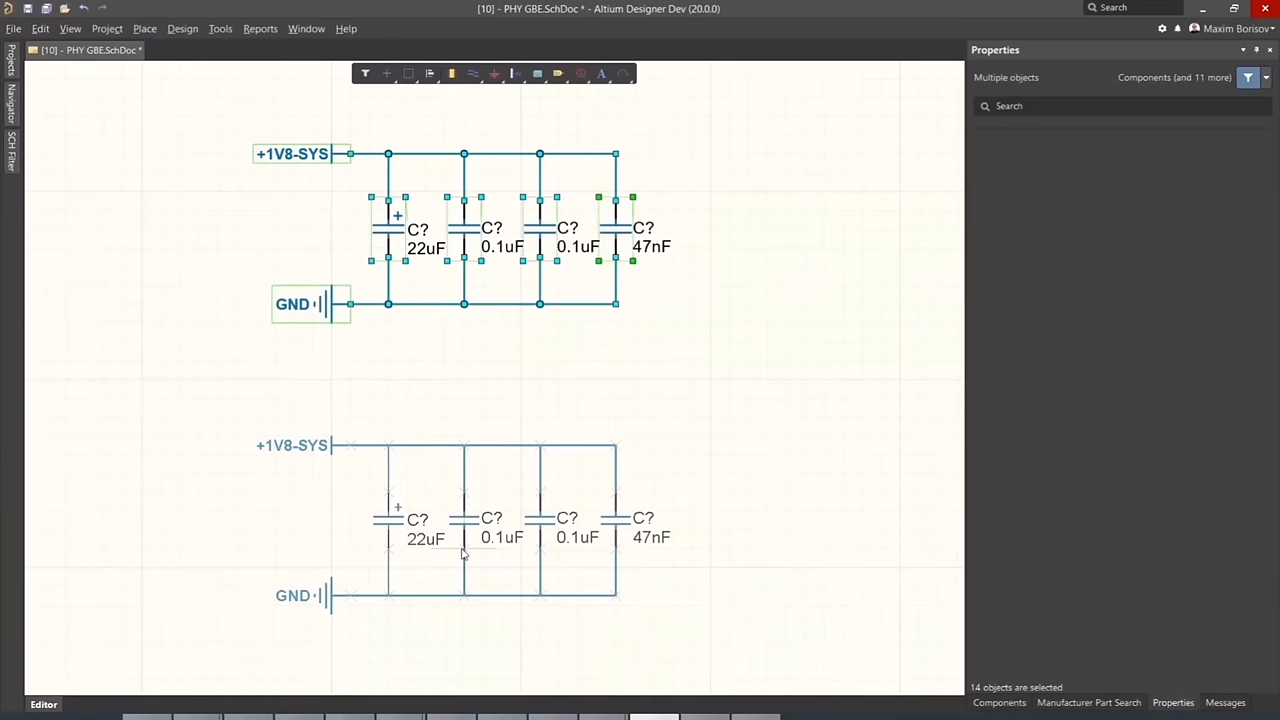 [10] - PHY GBE.SchDoc * - Altium Designer Dev (20.0.0)
Search
File Edit View Project Place Design Tools Reports Window Help
Maxim Borisov
[10] - PHY GBE.SchDoc *
Properties
Projects
Navigator
SCH Filter
Multiple objects
Components (and 11 more)
Search
+1V8-SYS
+
C? C? C? C?
22uF 0.1uF 0.1uF 47nF
GND
+1V8-SYS
+
C? C? C? C?
22uF 0.1uF 0.1uF 47nF
GND
14 objects are selected
Editor
Components Manufacturer Part Search Properties Messages